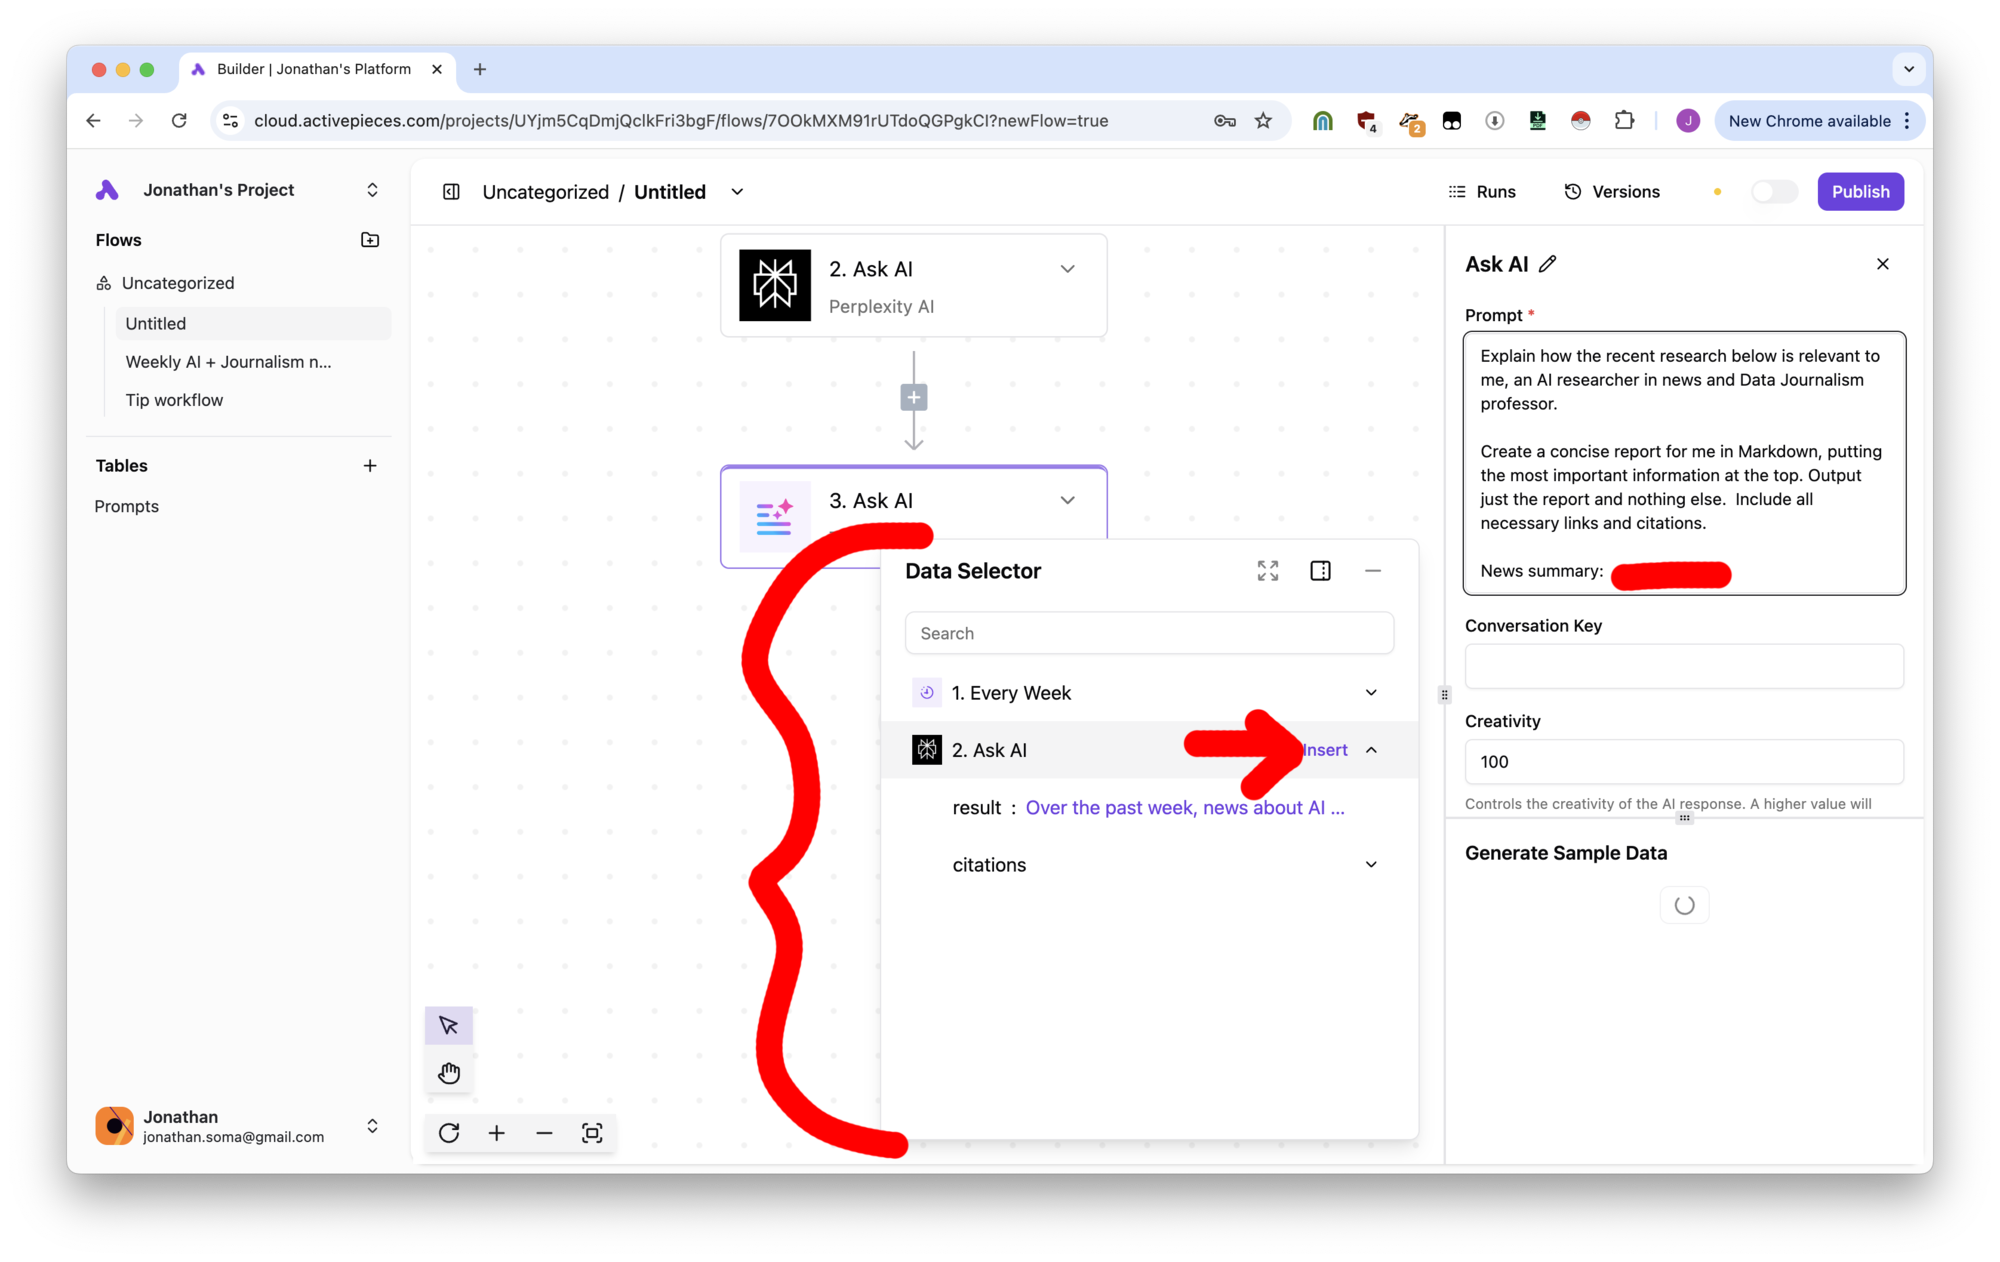 Builder | Jonathan's Platform
cloud.activepieces.com/projects/UYjm5CqDmjQclkFri3bgF/flows/7OOkMXM91rUTdoQGPgkCl?newFlow=true
4
2
J
New Chrome available
Jonathan's Project
Uncategorized / Untitled
Runs
Versions
Publish
Flows
Uncategorized
Untitled
Weekly AI + Journalism n...
Tip workflow
Tables
Prompts
2. Ask AI
Perplexity AI
3. Ask AI
Data Selector
Search
1. Every Week
2. Ask AI
Insert
result : Over the past week, news about AI ...
citations
Ask AI
Prompt *
Explain how the recent research below is relevant to
me, an AI researcher in news and Data Journalism
professor.
Create a concise report for me in Markdown, putting
the most important information at the top. Output
just the report and nothing else. Include all
necessary links and citations.
News summary:
Conversation Key
Creativity
100
Controls the creativity of the AI response. A higher value will
Generate Sample Data
Jonathan
jonathan.soma@gmail.com